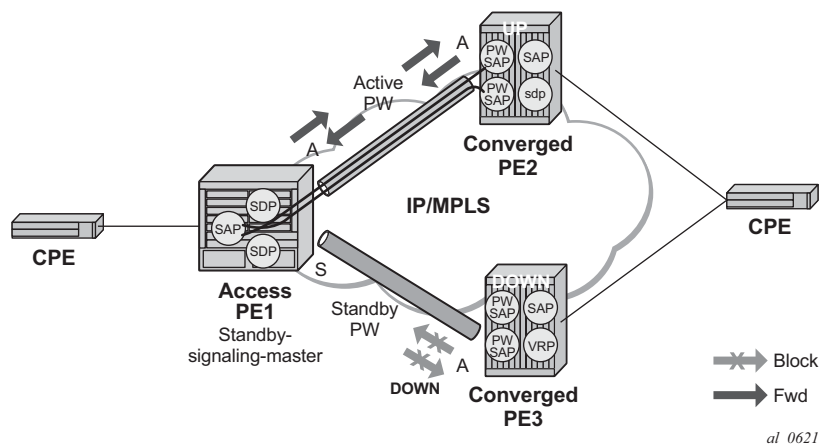 UP
A
PW
SAP
SAP
PW
SAP
sdp
Active
PW
A
Converged
PE2
SDP
SAP
SDP
IP/MPLS
CPE
CPE
S
Access
PE1
Standby-
signaling-master
Standby
PW
DOWN
PW
SAP
SAP
PW
SAP
VRP
A
DOWN
Converged
PE3
Block
Fwd
al_0621